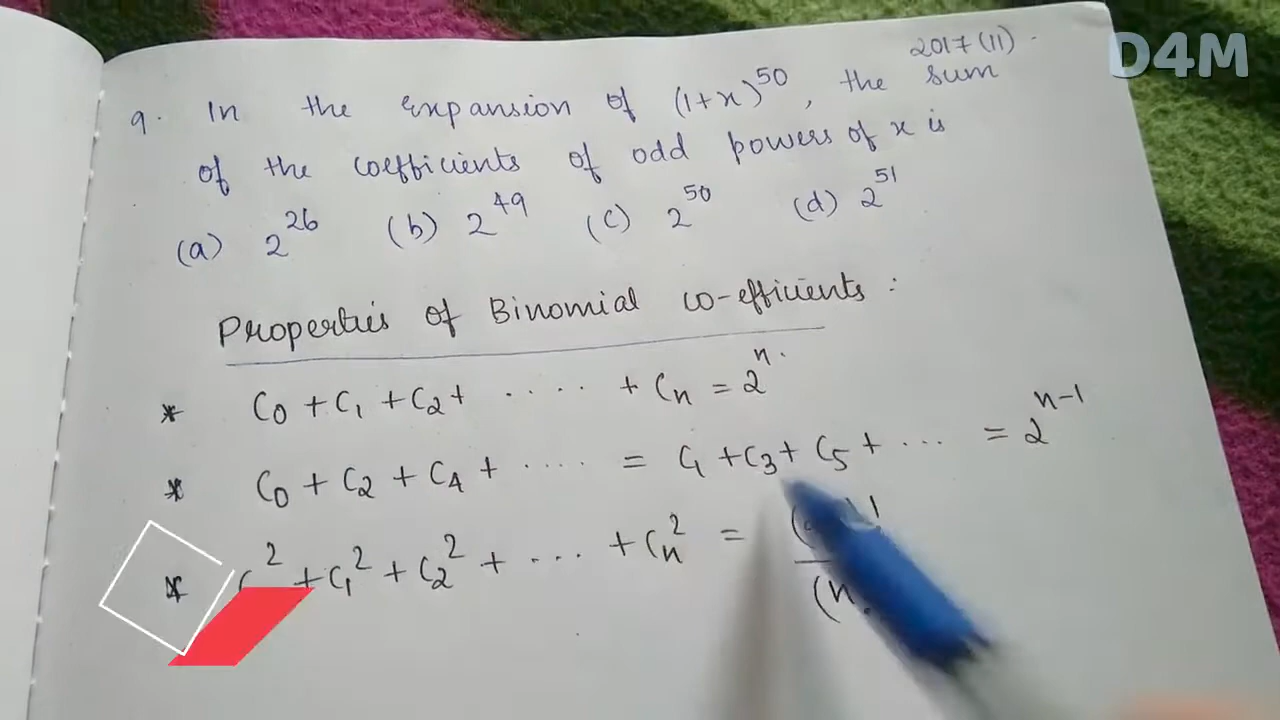 2017 (11) .
D4M
9. In the expansion of (1+x)^50, the sum
of the coefficients of odd powers of x is
(a) 2^26 (b) 2^49 (c) 2^50 (d) 2^51
Properties of Binomial co-efficients :
* C0 + C1 + C2 + ..... + Cn = 2^n.
* C0 + C2 + C4 + ..... = C1 + C3 + C5 + ... = 2^n-1
* + C1^2 + C2^2 + .... + Cn^2 =